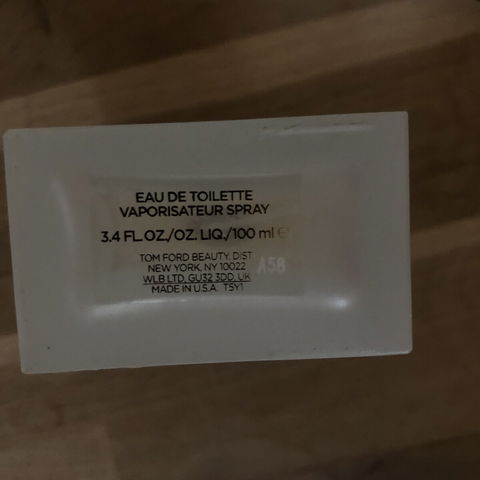 EAU DE TOILETTE
VAPORISATEUR SPRAY
3.4 FL.OZ./OZ. LIQ./100 ml ℮
TOM FORD BEAUTY, DIST
NEW YORK, NY 10022
A58
WLB LTD, GU32 3DD, UK
MADE IN U.S.A. T5Y1